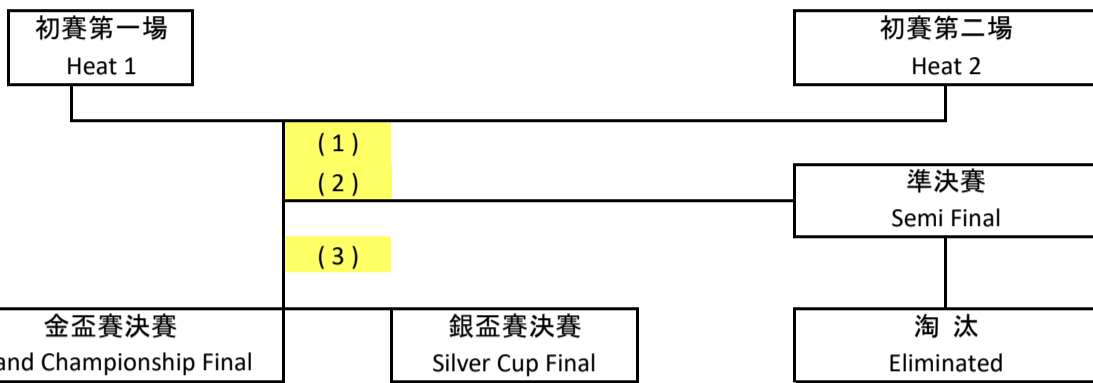 初賽第一場
Heat 1
初賽第二場
Heat 2
( 1 )
( 2 )
準決賽
Semi Final
( 3 )
金盃賽決賽
and Championship Final
銀盃賽決賽
Silver Cup Final
淘 汰
Eliminated